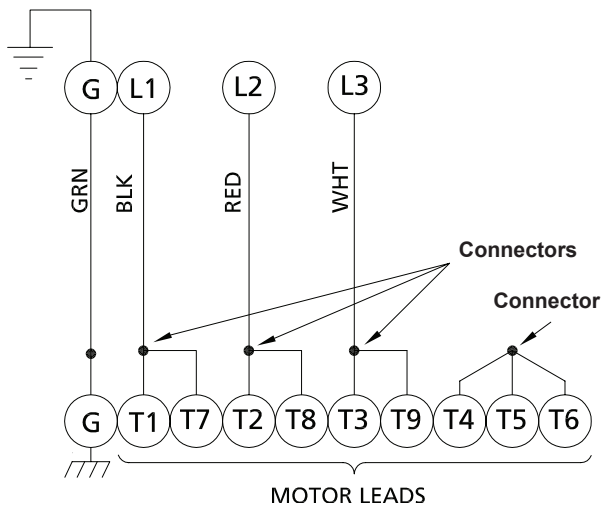 G L1 L2 L3
GRN
BLK
RED
WHT
Connectors
Connector
G T1 T7 T2 T8 T3 T9 T4 T5 T6
MOTOR LEADS